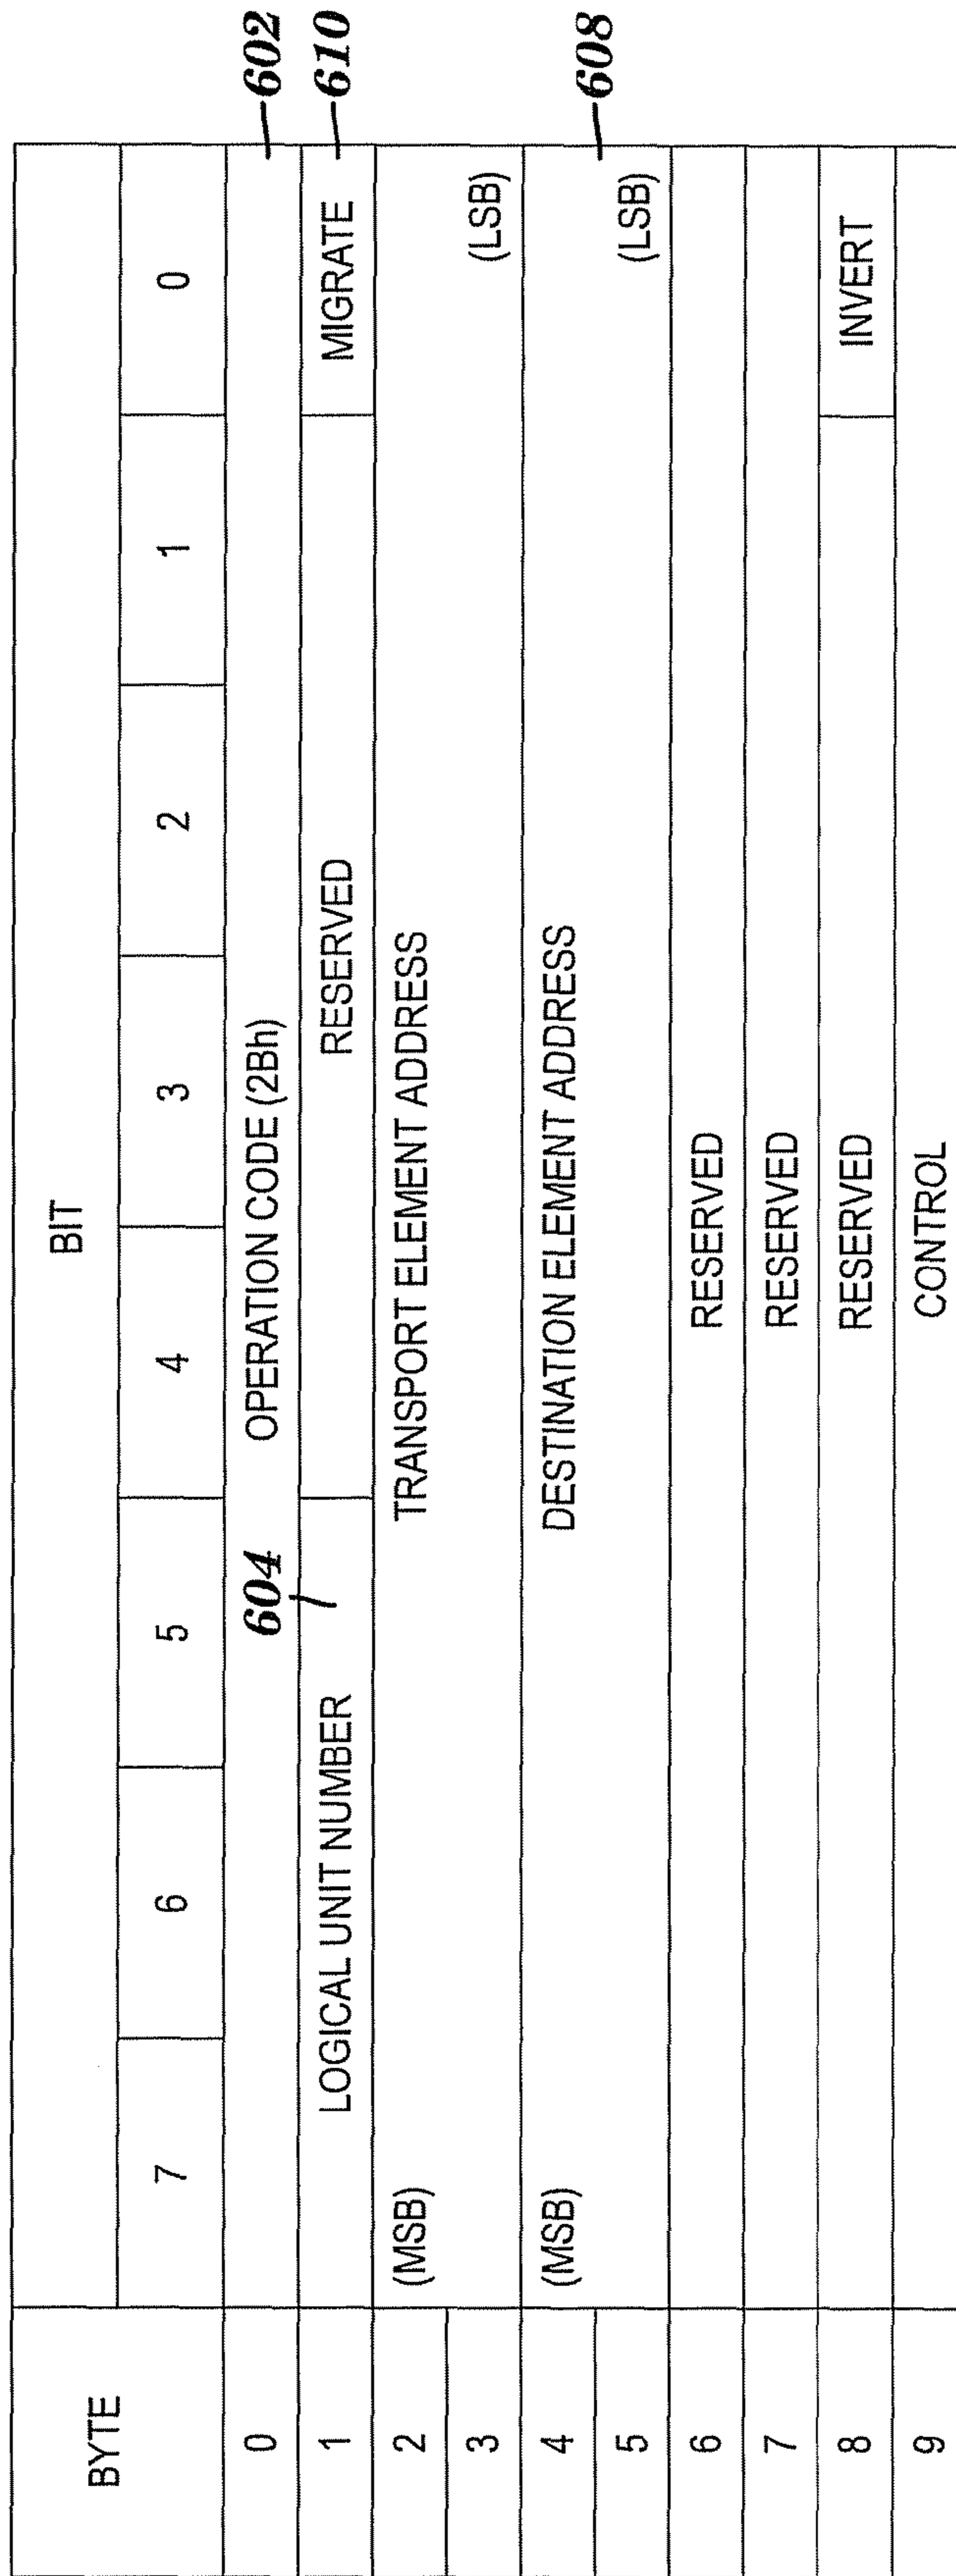 BYTE BIT
7 6 5 4 3 2 1 0
0 OPERATION CODE (2Bh) 602
1 LOGICAL UNIT NUMBER 604 RESERVED MIGRATE 610
2 (MSB) TRANSPORT ELEMENT ADDRESS
3 (LSB)
4 (MSB) DESTINATION ELEMENT ADDRESS 608
5 (LSB)
6 RESERVED
7 RESERVED
8 RESERVED INVERT
9 CONTROL